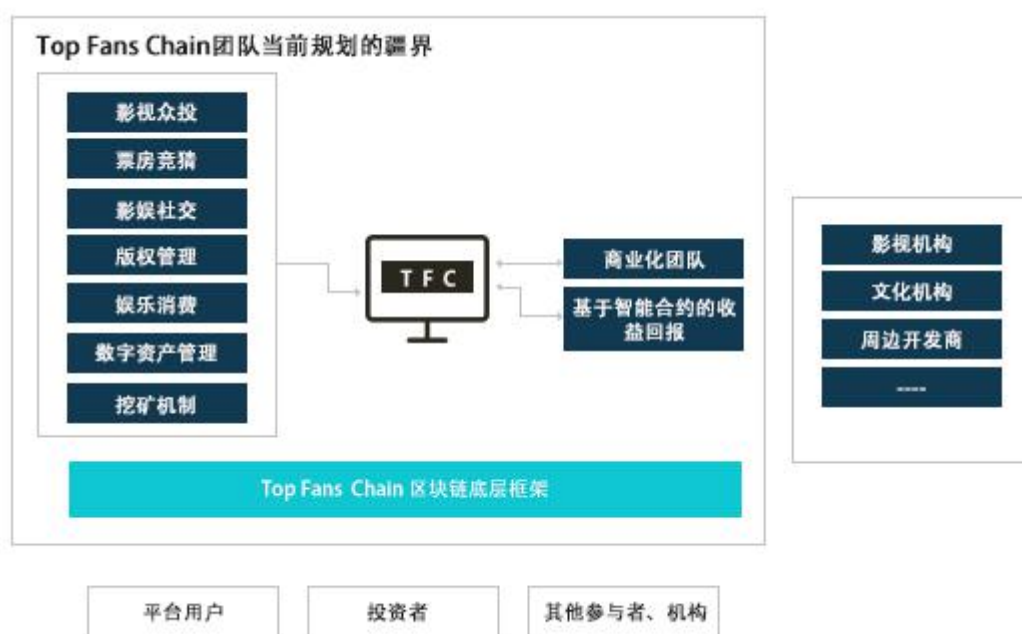 Top Fans Chain团队当前规划的疆界
影视众投
票房竞猜
影娱社交
版权管理
娱乐消费
数字资产管理
挖矿机制
T F C
商业化团队
基于智能合约的收
益回报
影视机构
文化机构
周边开发商
----
Top Fans Chain 区块链底层框架
平台用户
投资者
其他参与者、机构